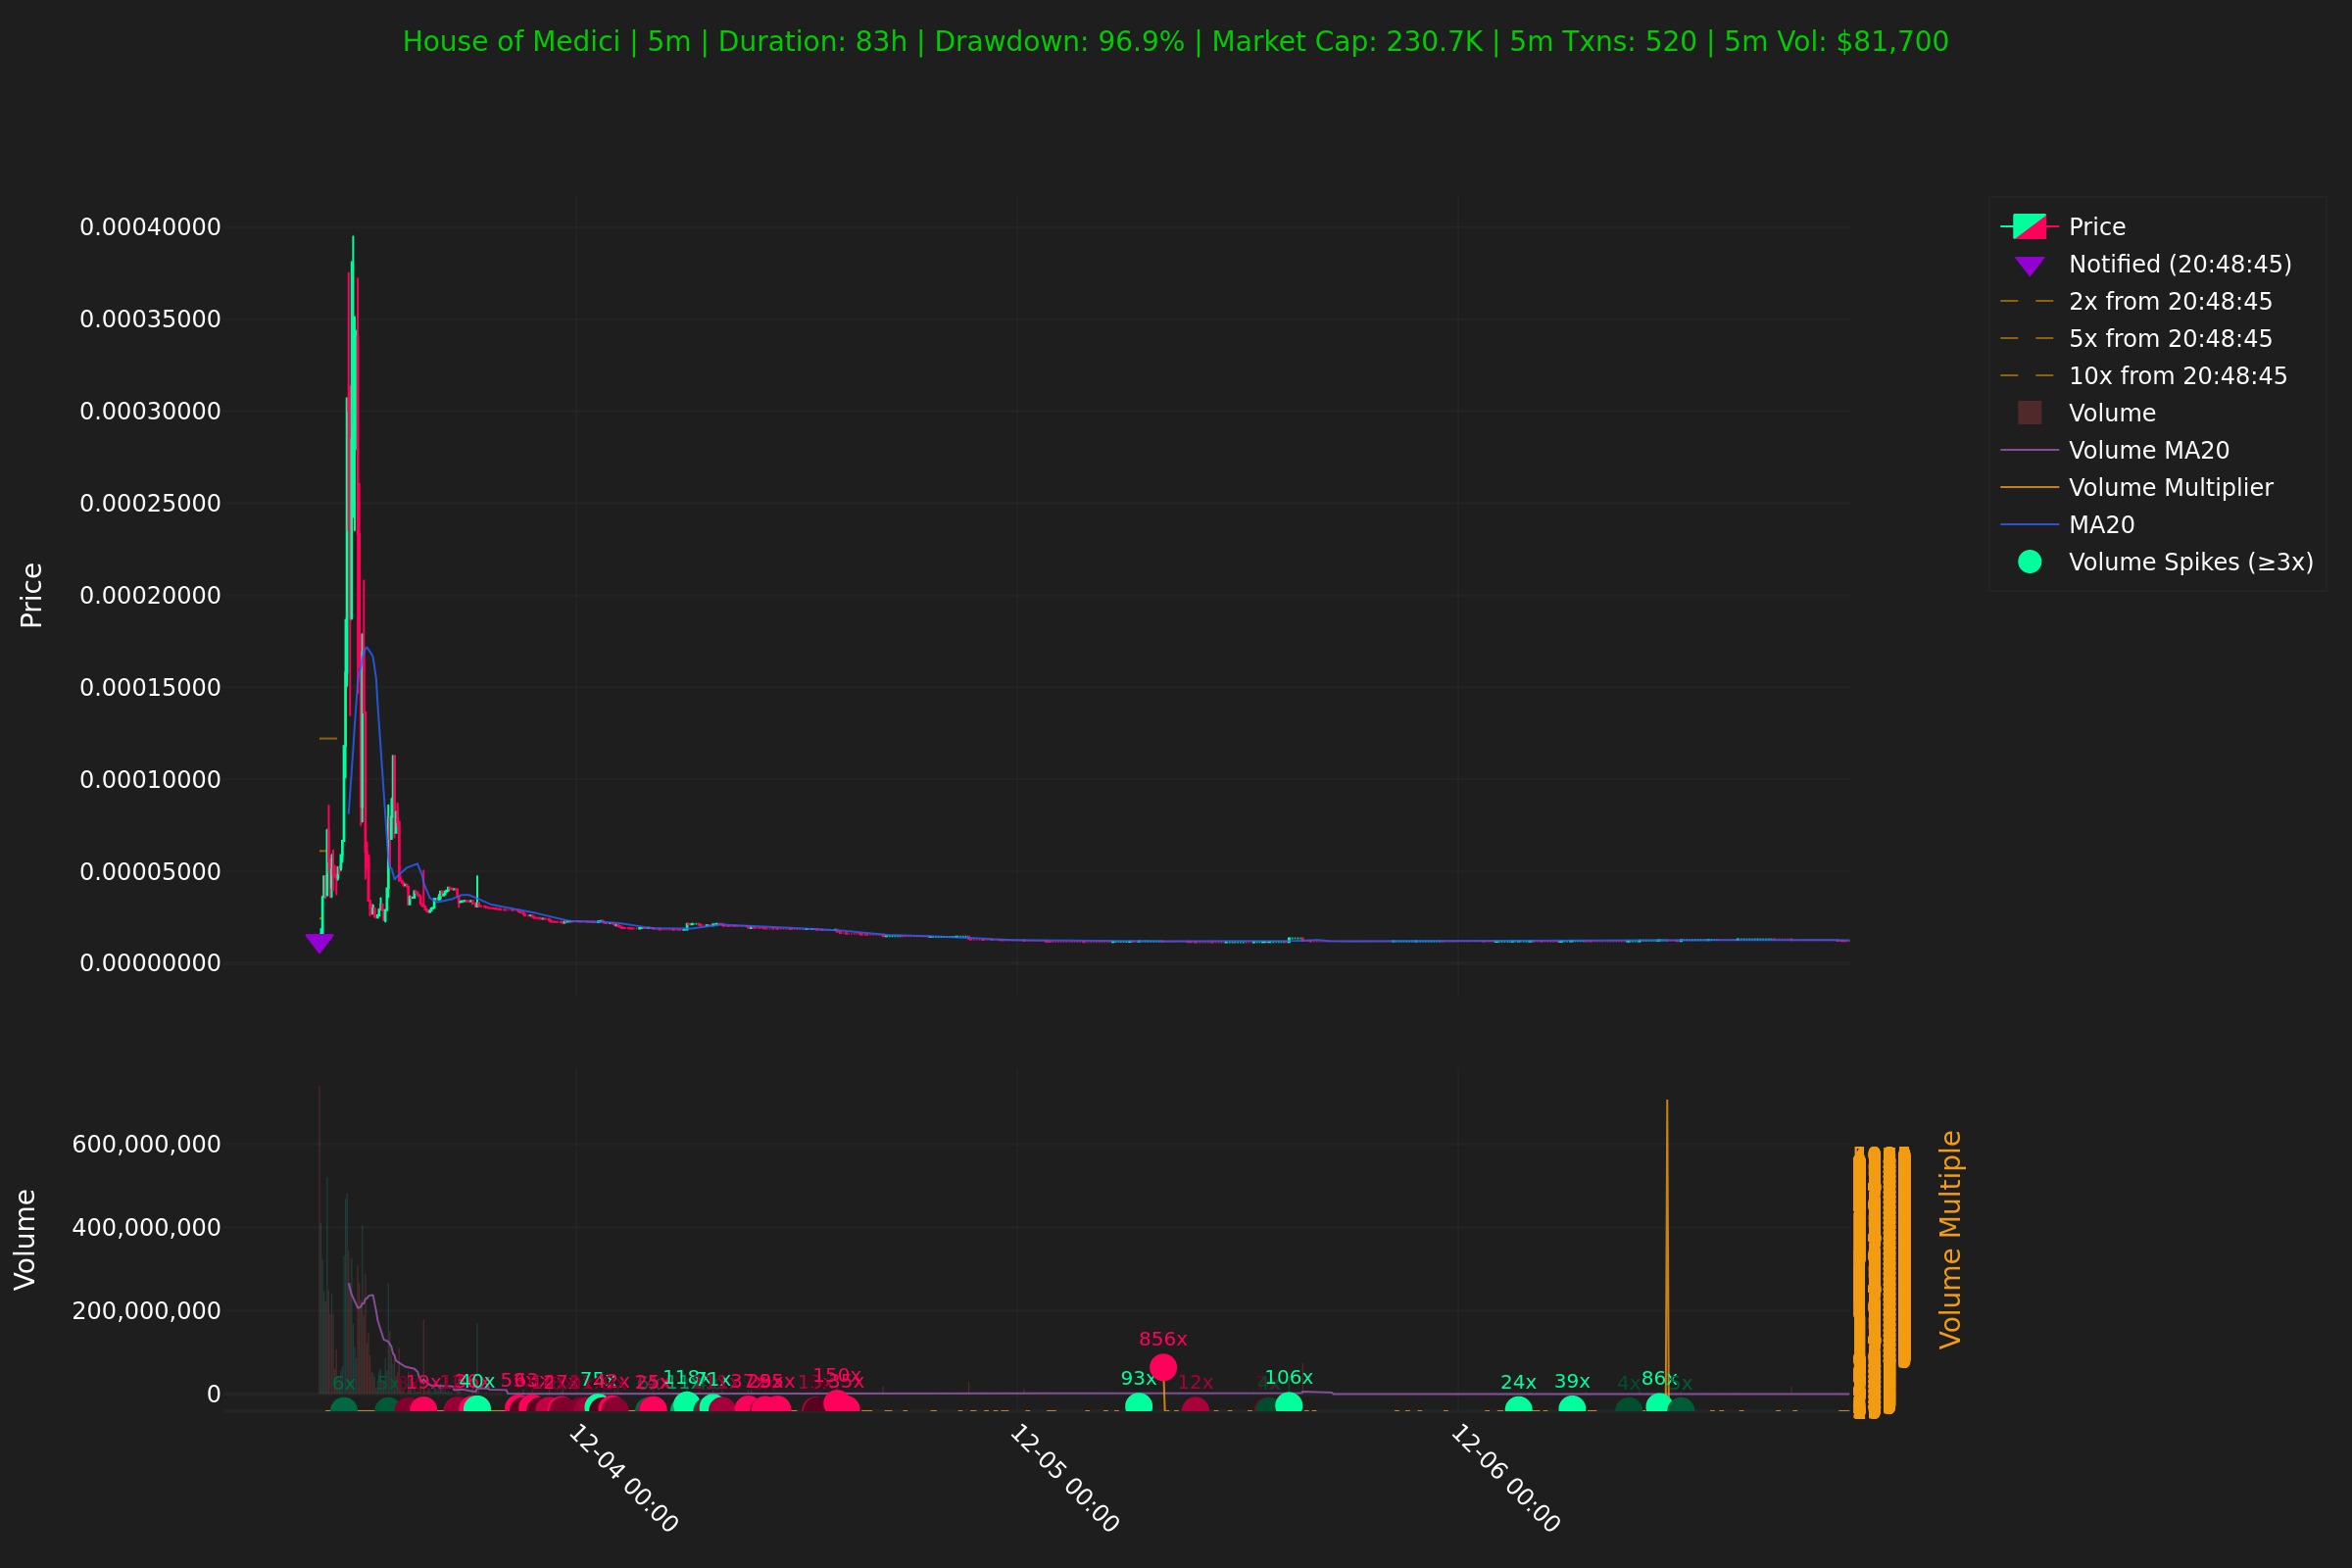 House of Medici | 5m | Duration: 83h | Drawdown: 96.9% | Market Cap: 230.7K | 5m Txns: 520 | 5m Vol: $81,700
Price
0.00040000
0.00035000
0.00030000
0.00025000
0.00020000
0.00015000
0.00010000
0.00005000
0.00000000
Price
Notified (20:48:45)
2x from 20:48:45
5x from 20:48:45
10x from 20:48:45
Volume
Volume MA20
Volume Multiplier
MA20
Volume Spikes (≥3x)
Volume
600,000,000
400,000,000
200,000,000
0
Volume Multiple
6x
19x
40x
118x
71x
150x
35x
93x
856x
12x
106x
24x
39x
4x
86x
12-04 00:00
12-05 00:00
12-06 00:00